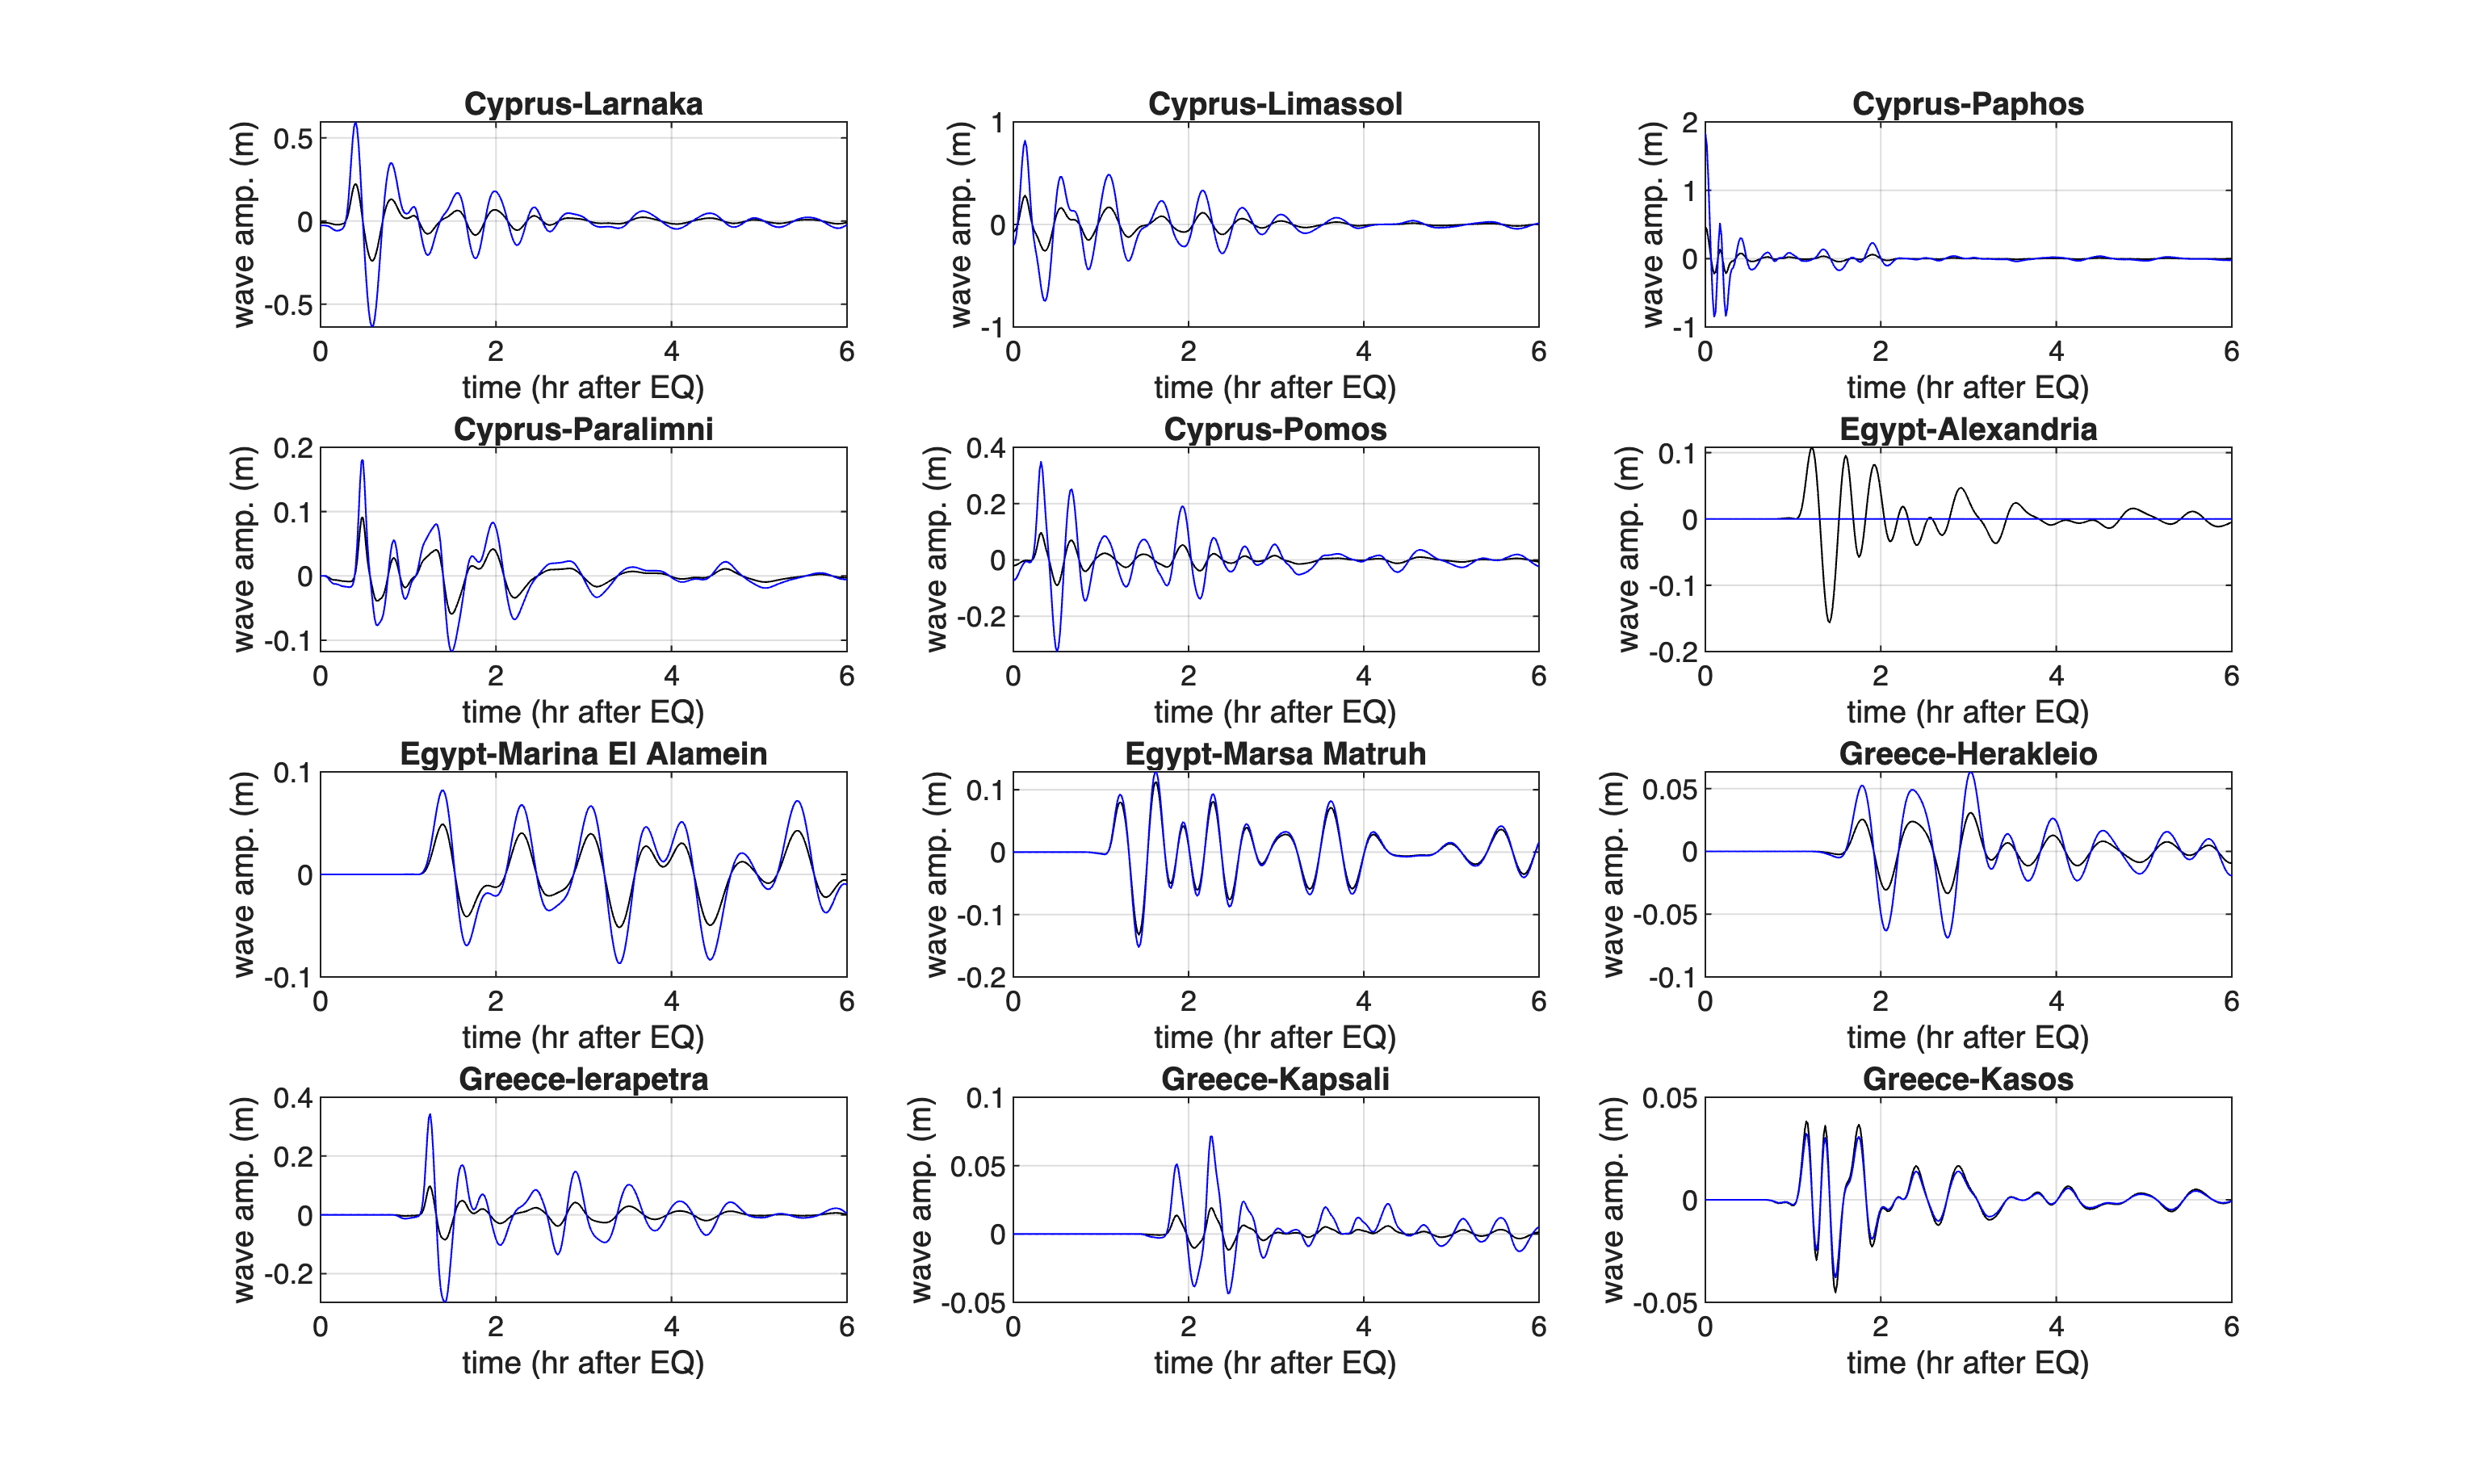 Cyprus-Larnaka
wave amp. (m)
0.5
0
-0.5
0 2 4 6
time (hr after EQ)
Cyprus-Limassol
wave amp. (m)
1
0
-1
0 2 4 6
time (hr after EQ)
Cyprus-Paphos
wave amp. (m)
2
1
0
-1
0 2 4 6
time (hr after EQ)
Cyprus-Paralimni
wave amp. (m)
0.2
0.1
0
-0.1
0 2 4 6
time (hr after EQ)
Cyprus-Pomos
wave amp. (m)
0.4
0.2
0
-0.2
0 2 4 6
time (hr after EQ)
Egypt-Alexandria
wave amp. (m)
0.1
0
-0.1
-0.2
0 2 4 6
time (hr after EQ)
Egypt-Marina El Alamein
wave amp. (m)
0.1
0
-0.1
0 2 4 6
time (hr after EQ)
Egypt-Marsa Matruh
wave amp. (m)
0.1
0
-0.1
-0.2
0 2 4 6
time (hr after EQ)
Greece-Herakleio
wave amp. (m)
0.05
0
-0.05
-0.1
0 2 4 6
time (hr after EQ)
Greece-Ierapetra
wave amp. (m)
0.4
0.2
0
-0.2
0 2 4 6
time (hr after EQ)
Greece-Kapsali
wave amp. (m)
0.1
0.05
0
-0.05
0 2 4 6
time (hr after EQ)
Greece-Kasos
wave amp. (m)
0.05
0
-0.05
0 2 4 6
time (hr after EQ)